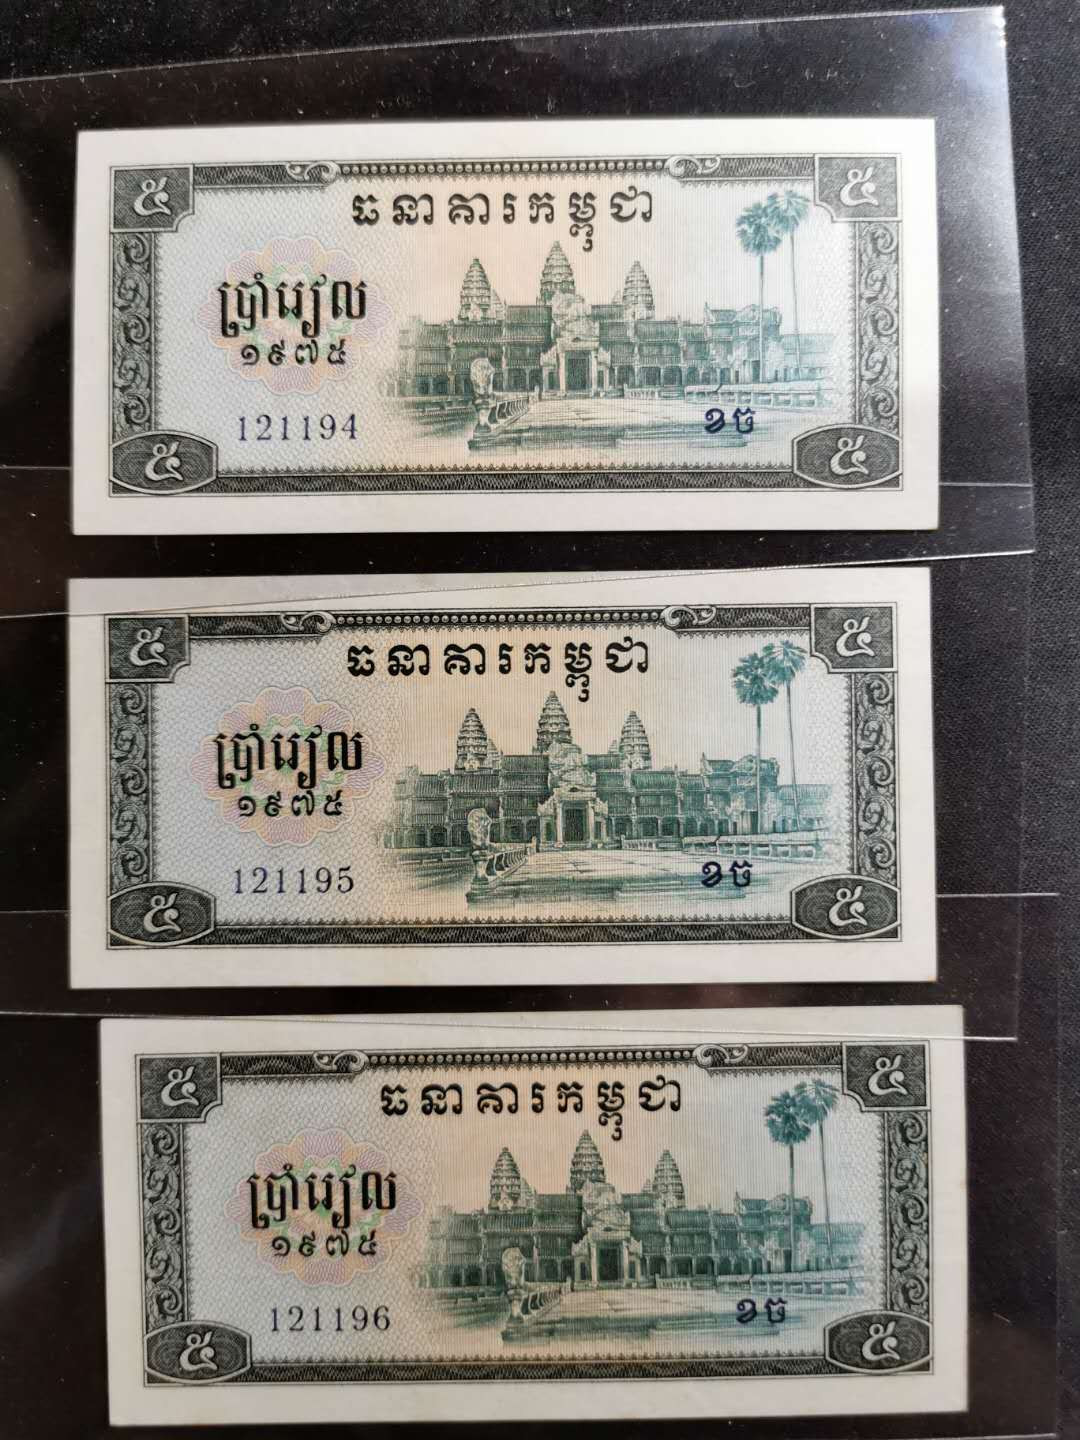 ៥ ៥
ធនាគារកម្ពុជា
ប្រាំរៀល
១៩៧៥
121194 ខច
៥ ៥
៥ ៥
ធនាគារកម្ពុជា
ប្រាំរៀល
១៩៧៥
121195 ខច
៥ ៥
៥ ៥
ធនាគារកម្ពុជា
ប្រាំរៀល
១៩៧៥
121196 ខច
៥ ៥